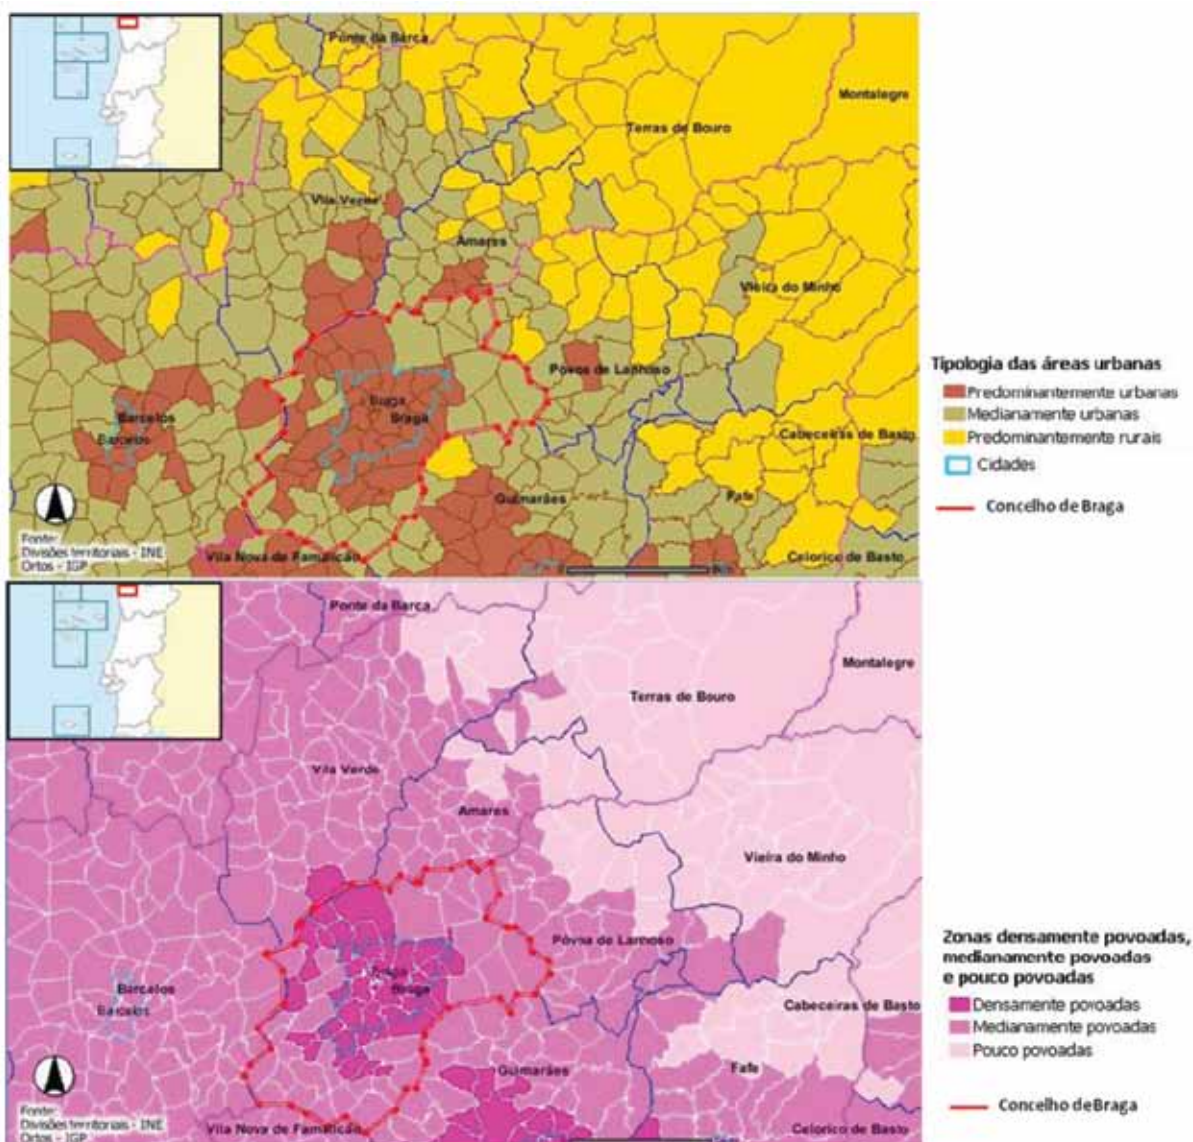 Ponte da Barca
Montalegre
Terras de Bouro
Vila Verde
Amares
Vieira do Minho
Póvoa de Lanhoso
Barcelos
Barcelos
Braga
Braga
Cabeceiras de Basto
Guimarães
Fafe
Vila Nova de Famalicão
Celorico de Basto
Fonte:
Divisões territoriais - INE
Ortos - IGP
Tipologia das áreas urbanas
Predominantemente urbanas
Medianamente urbanas
Predominantemente rurais
Cidades
Concelho de Braga
Ponte da Barca
Montalegre
Terras de Bouro
Vila Verde
Amares
Vieira do Minho
Póvoa de Lanhoso
Barcelos
Barcelos
Braga
Braga
Cabeceiras de Basto
Guimarães
Fafe
Vila Nova de Famalicão
Celorico de Basto
Fonte:
Divisões territoriais - INE
Ortos - IGP
Zonas densamente povoadas,
medianamente povoadas
e pouco povoadas
Densamente povoadas
Medianamente povoadas
Pouco povoadas
Concelho de Braga